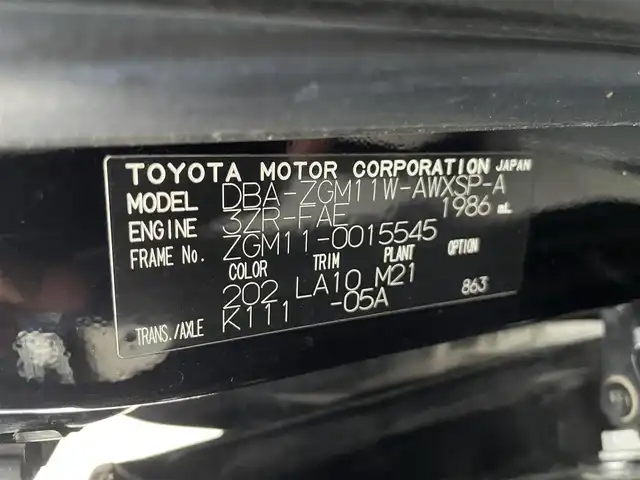 TOYOTA MOTOR CORPORATION JAPAN
MODEL DBA-ZGM11W-AWXSP-A
ENGINE 3ZR-FAE 1986 mL
FRAME No. ZGM11-0015545
COLOR TRIM PLANT OPTION
202 LA10 M21
TRANS./AXLE K111 -05A 863